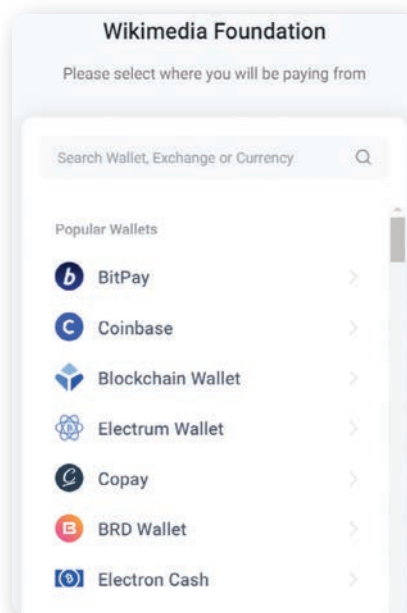 Wikimedia Foundation
Please select where you will be paying from
Search Wallet, Exchange or Currency
Popular Wallets
BitPay
Coinbase
Blockchain Wallet
Electrum Wallet
Copay
BRD Wallet
Electron Cash